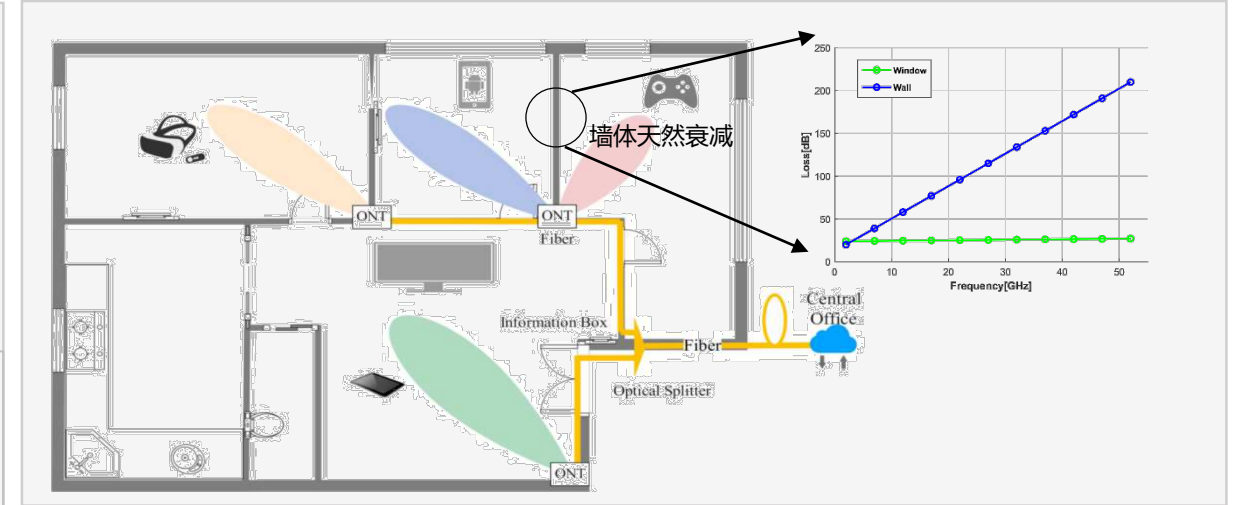 墙体天然衰减
ONT
ONT
Fiber
Information Box
Fiber
Optical Splitter
ONT
Central
Office
Window
Wall
Loss[dB]
250
200
150
100
50
0
0 10 20 30 40 50
Frequency[GHz]